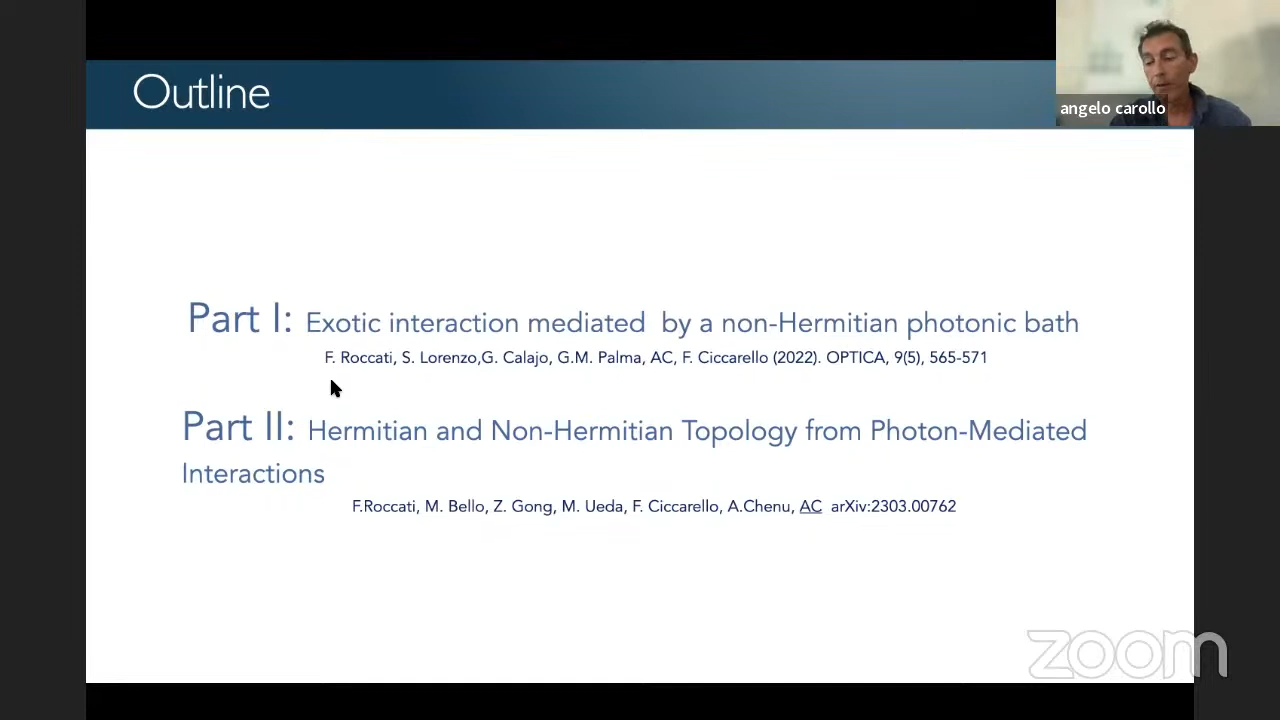 Outline
angelo carollo
Part I: Exotic interaction mediated by a non-Hermitian photonic bath
F. Roccati, S. Lorenzo,G. Calajo, G.M. Palma, AC, F. Ciccarello (2022). OPTICA, 9(5), 565-571
Part II: Hermitian and Non-Hermitian Topology from Photon-Mediated
Interactions
F.Roccati, M. Bello, Z. Gong, M. Ueda, F. Ciccarello, A.Chenu, AC arXiv:2303.00762
zoom